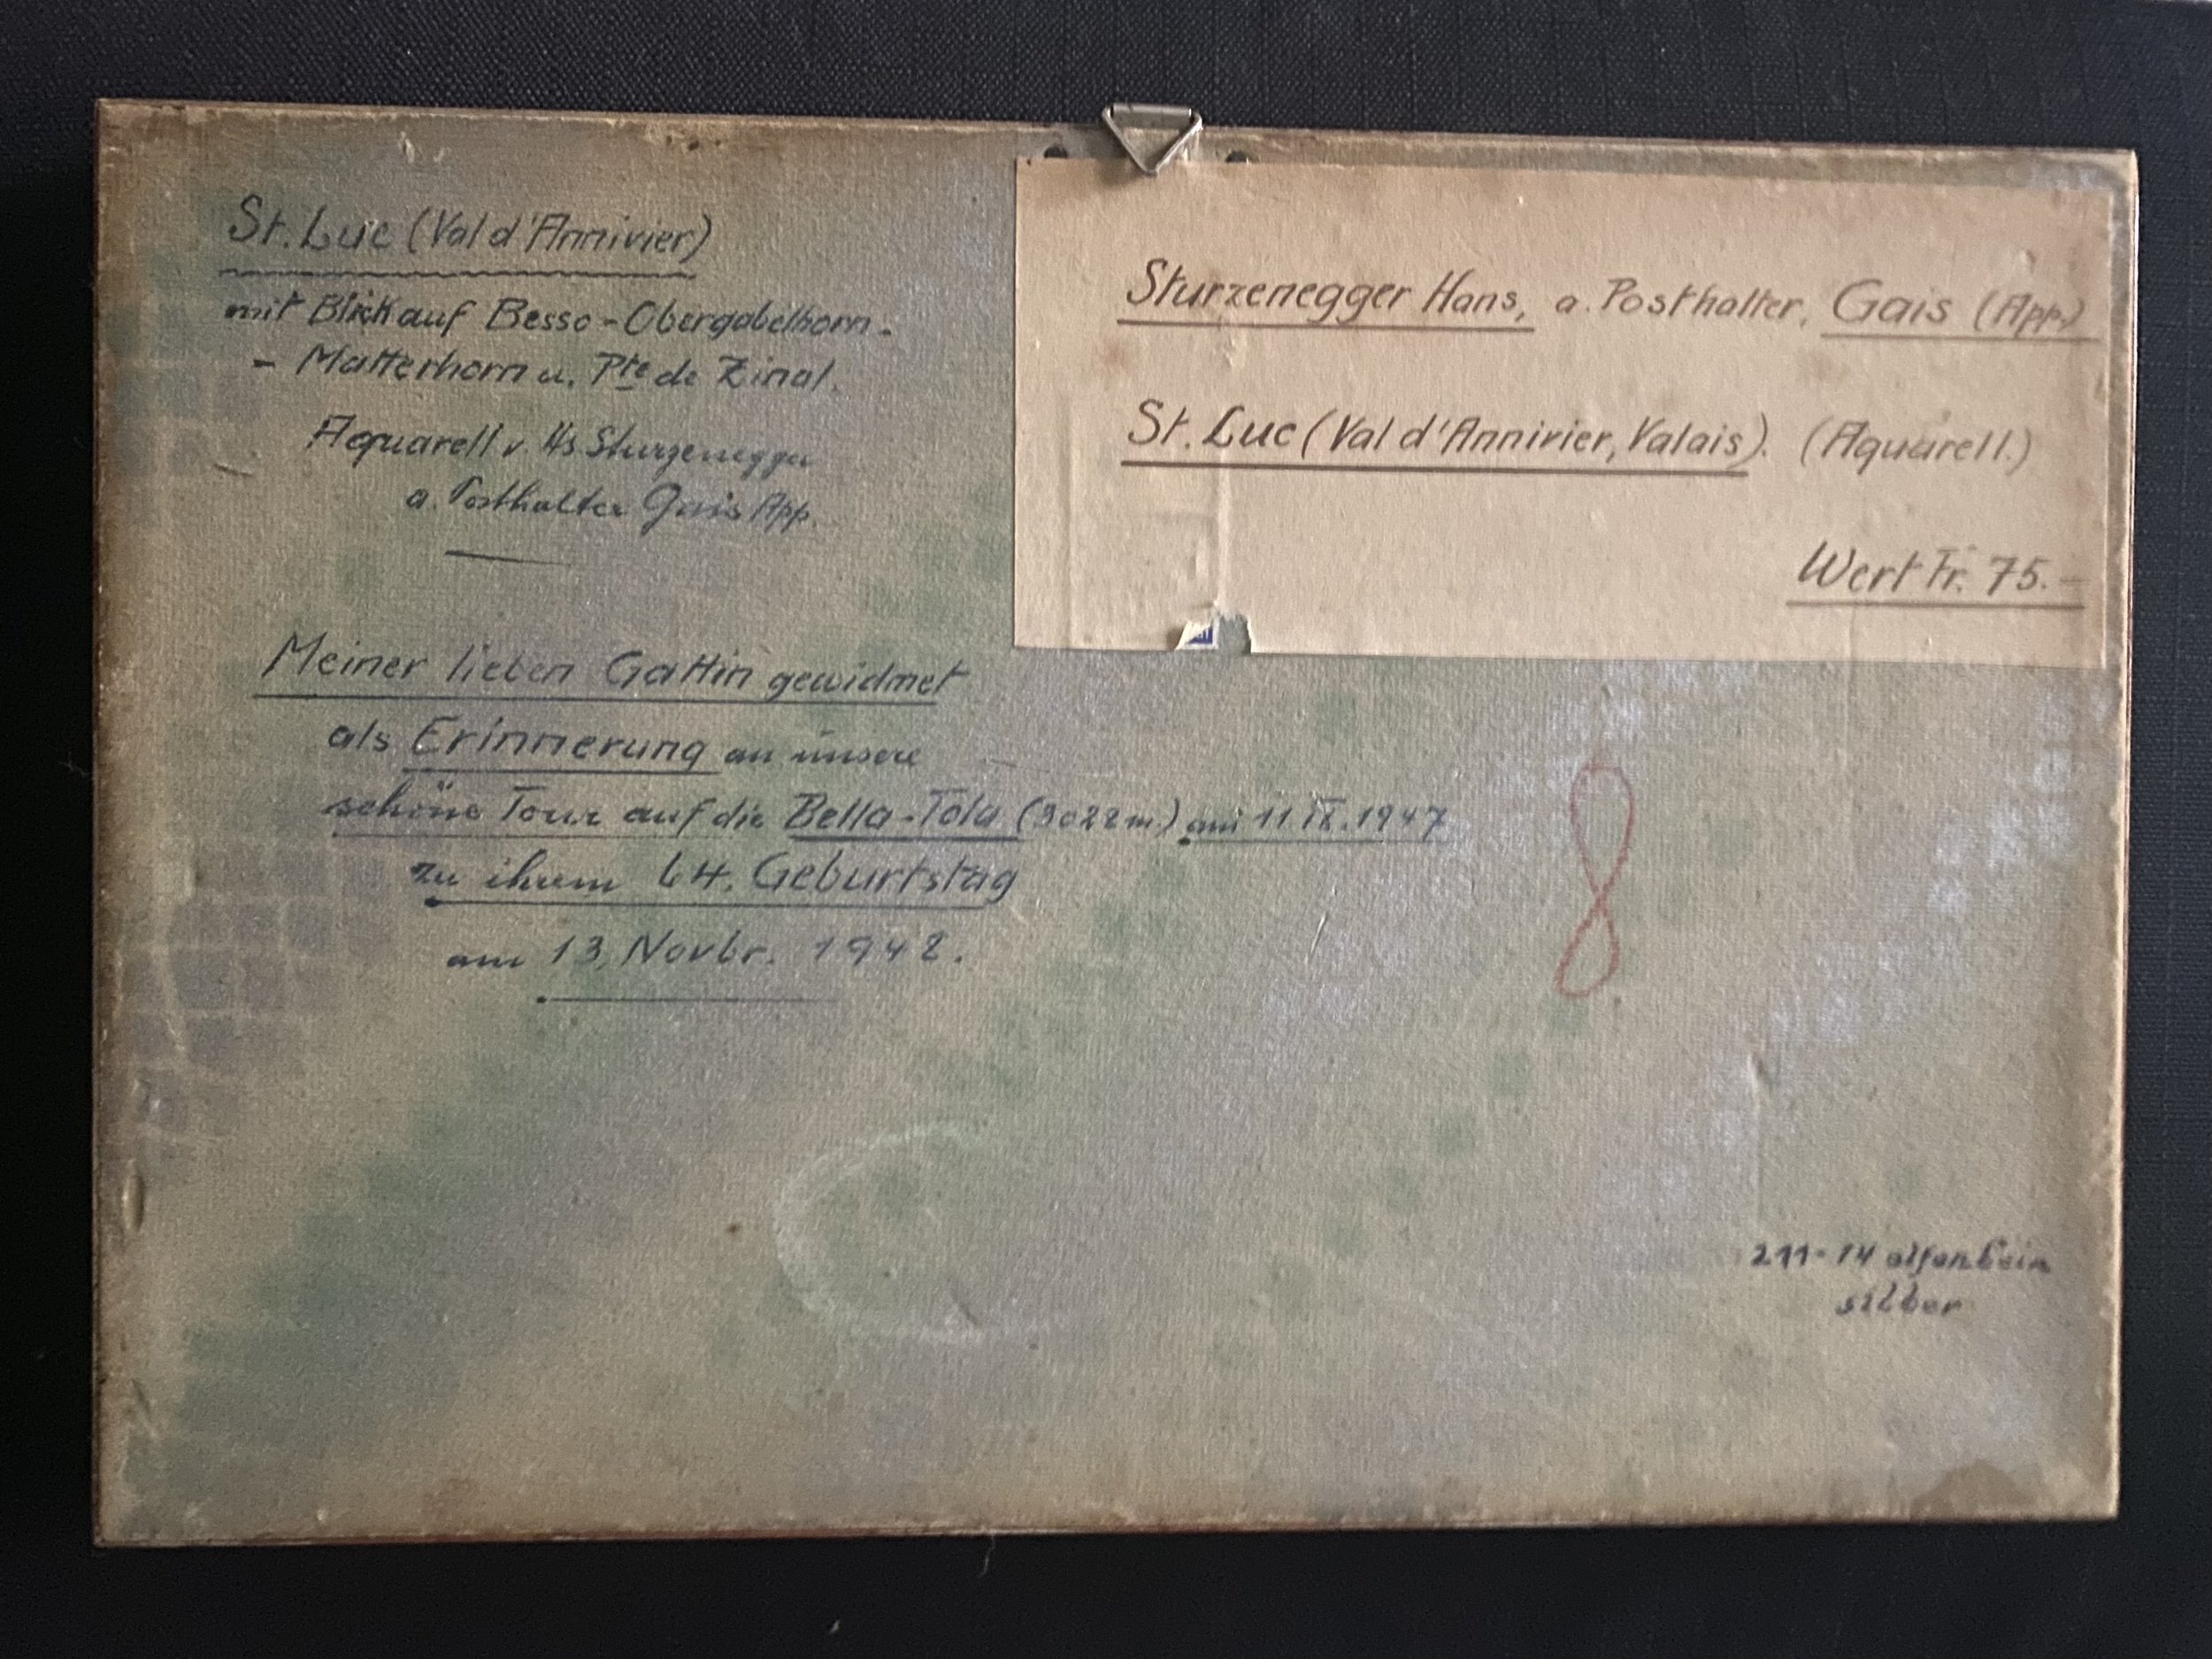 St. Luc (Val d'Annivier)
mit Blick auf Besso - Obergabelhorn -
- Matterhorn u. Pte de Zinal.
Aquarell v. Hs Sturzenegger
a. Posthalter Gais App.
Meiner lieben Gattin gewidmet
als Erinnerung an unsere
schöne Tour auf die Bella-Tola (3028 m.) am 11 IX. 1947
zu ihrem 64. Geburtstag
am 13. Novbr. 1948.
Sturzenegger Hans, a. Posthalter, Gais (App.)
St. Luc (Val d'Annivier, Valais). (Aquarell.)
Wert Fr. 75.-
8
211-14 elfenbein
silber